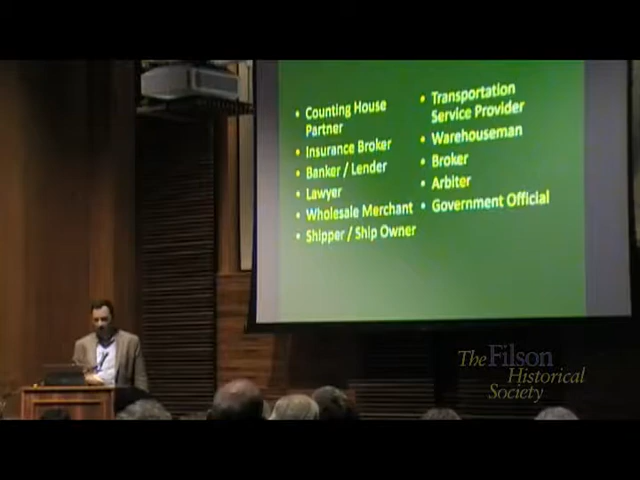 • Counting House
Partner
• Insurance Broker
• Banker / Lender
• Lawyer
• Wholesale Merchant
• Shipper / Ship Owner
• Transportation
Service Provider
• Warehouseman
• Broker
• Arbiter
• Government Official
The Filson
Historical
Society